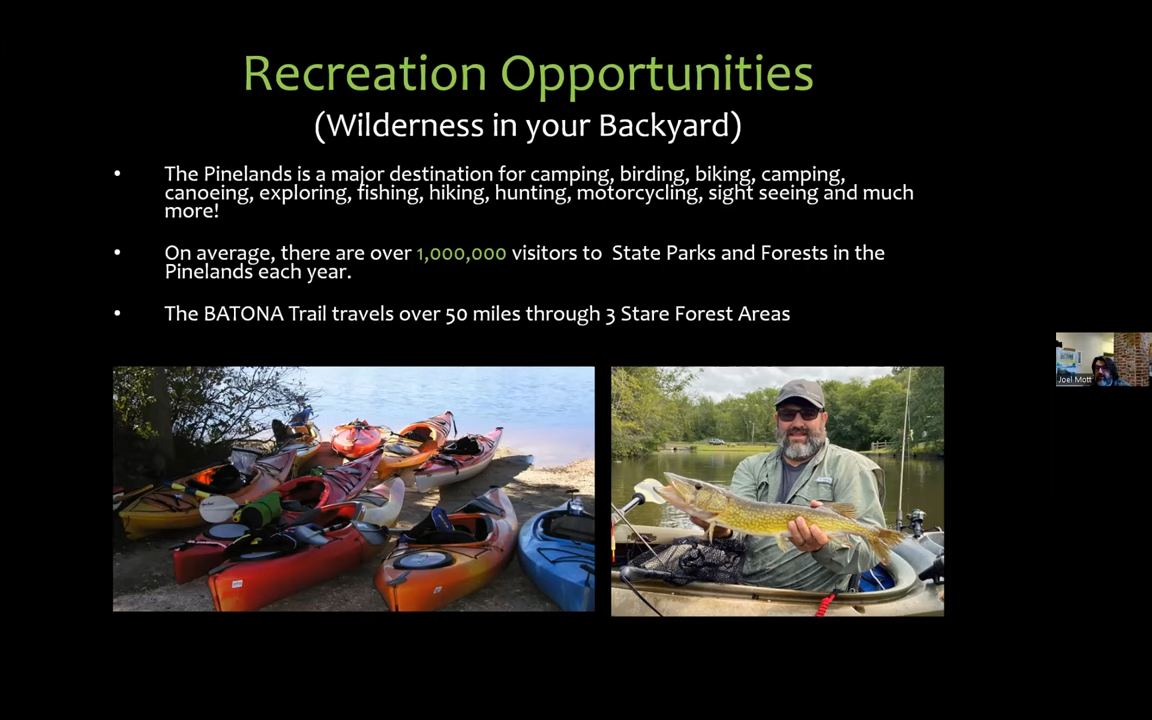 Recreation Opportunities
(Wilderness in your Backyard)
• The Pinelands is a major destination for camping, birding, biking, camping,
canoeing, exploring, fishing, hiking, hunting, motorcycling, sight seeing and much
more!
• On average, there are over 1,000,000 visitors to State Parks and Forests in the
Pinelands each year.
• The BATONA Trail travels over 50 miles through 3 Stare Forest Areas
Joel Mott